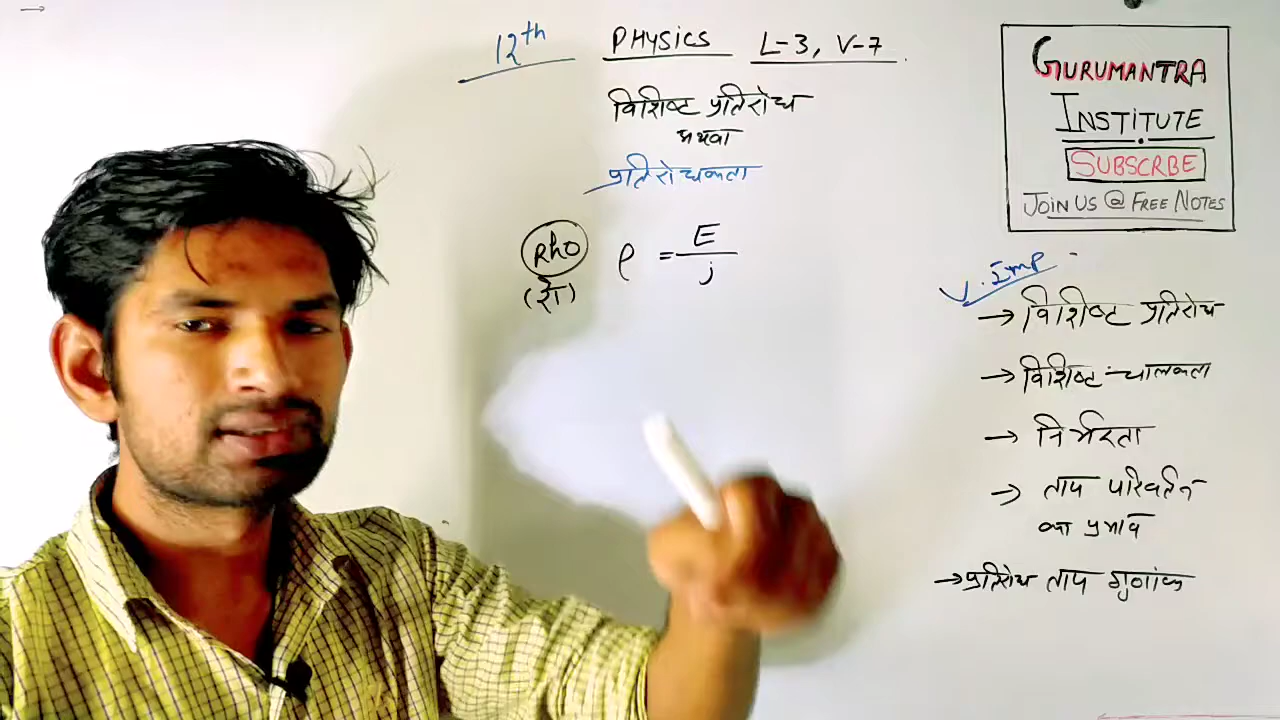 12th PHYSICS L-3, V-7
विशिष्ट प्रतिरोध
अथवा
प्रतिरोधकता
Rho
(रो)
ρ = E
j
GURUMANTRA
INSTITUTE
SUBSCRBE
JOIN US @ FREE NOTES
V. Imp
→ विशिष्ट प्रतिरोध
→ विशिष्ट चालकता
→ निर्भरता
→ ताप परिवर्तन
का प्रभाव
→ प्रतिरोध ताप गुणांक